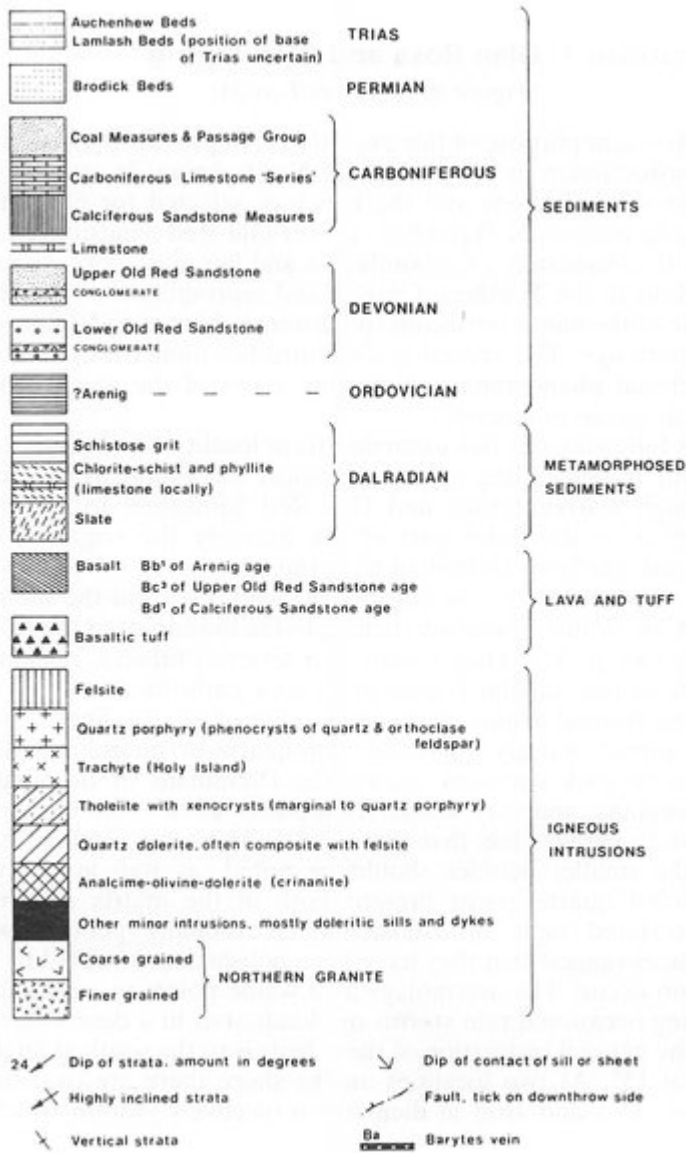 Auchenhew Beds
Lamlash Beds (position of base
of Trias uncertain)
TRIAS
Brodick Beds
PERMIAN
Coal Measures & Passage Group
Carboniferous Limestone 'Series'
Calciferous Sandstone Measures
CARBONIFEROUS
SEDIMENTS
Limestone
Upper Old Red Sandstone
CONGLOMERATE
Lower Old Red Sandstone
CONGLOMERATE
DEVONIAN
?Arenig
ORDOVICIAN
Schistose grit
Chlorite-schist and phyllite
(limestone locally)
Slate
DALRADIAN
METAMORPHOSED
SEDIMENTS
Basalt Bb¹ of Arenig age
Bc³ of Upper Old Red Sandstone age
Bd¹ of Calciferous Sandstone age
Basaltic tuff
LAVA AND TUFF
Felsite
Quartz porphyry (phenocrysts of quartz & orthoclase
feldspar)
Trachyte (Holy Island)
Tholeiite with xenocrysts (marginal to quartz porphyry)
Quartz dolerite, often composite with felsite
Analcime-olivine-dolerite (crinanite)
Other minor intrusions, mostly doleritic sills and dykes
Coarse grained
Finer grained
NORTHERN GRANITE
IGNEOUS
INTRUSIONS
24 Dip of strata, amount in degrees
Highly inclined strata
Vertical strata
Dip of contact of sill or sheet
Fault, tick on downthrow side
Ba Barytes vein